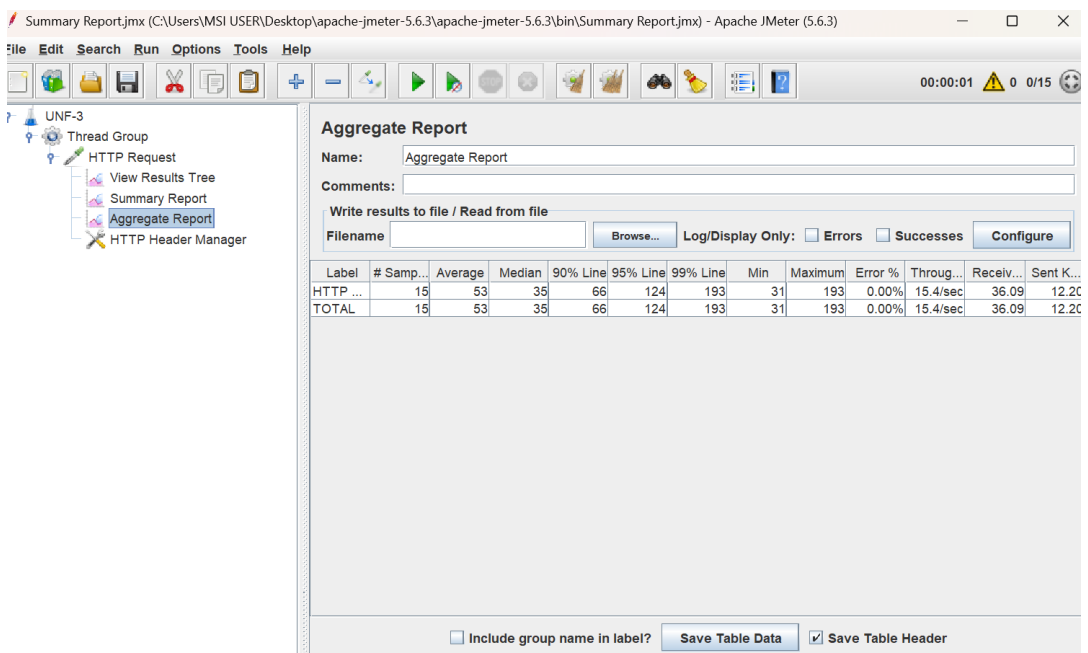 Summary Report.jmx (C:\Users\MSI USER\Desktop\apache-jmeter-5.6.3\apache-jmeter-5.6.3\bin\Summary Report.jmx) - Apache JMeter (5.6.3)
File Edit Search Run Options Tools Help
00:00:01 0 0/15
UNF-3
Thread Group
HTTP Request
View Results Tree
Summary Report
Aggregate Report
HTTP Header Manager
Aggregate Report
Name: Aggregate Report
Comments:
Write results to file / Read from file
Filename Browse... Log/Display Only: Errors Successes Configure
Label # Samp... Average Median 90% Line 95% Line 99% Line Min Maximum Error % Throug... Receiv... Sent K...
HTTP ... 15 53 35 66 124 193 31 193 0.00% 15.4/sec 36.09 12.20
TOTAL 15 53 35 66 124 193 31 193 0.00% 15.4/sec 36.09 12.20
Include group name in label? Save Table Data Save Table Header